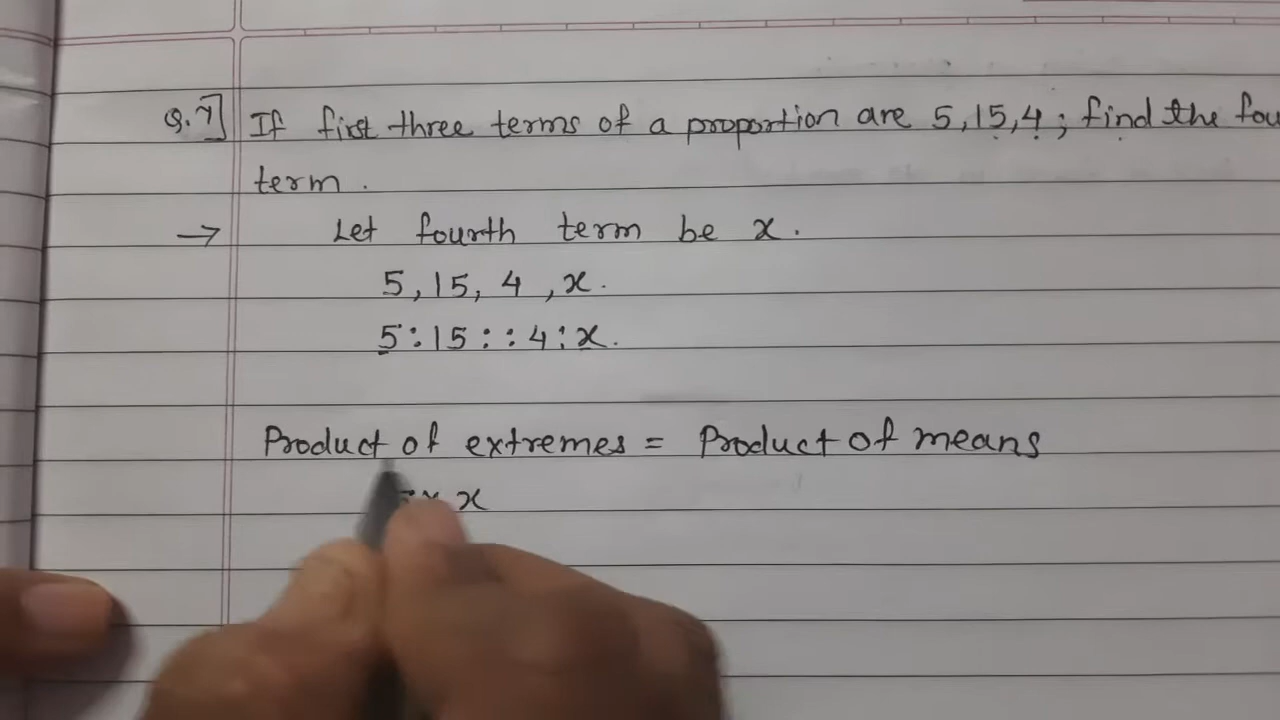 Q.7] If first three terms of a proportion are 5,15,4; find the fou
term.
→ Let fourth term be x.
5,15, 4 ,x.
5:15::4:x.
Product of extremes = Product of means
x x